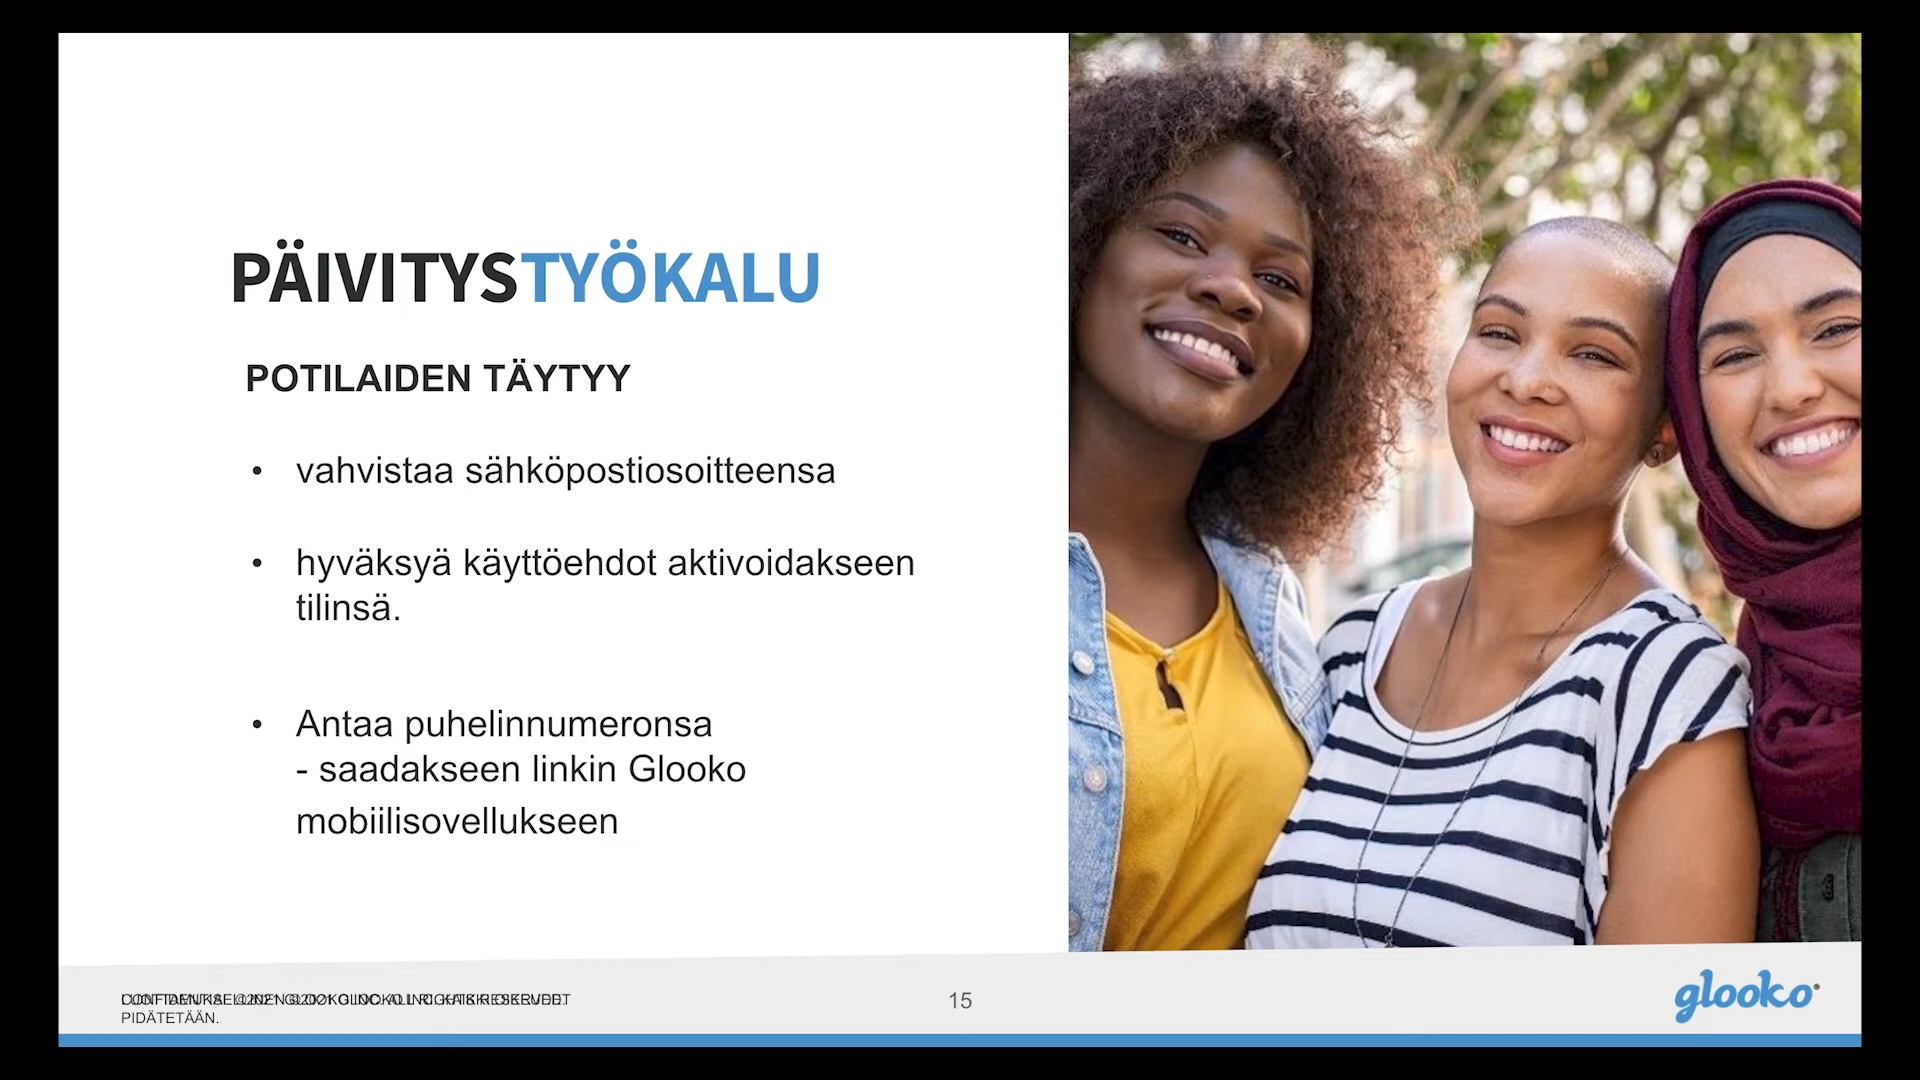 PÄIVITYSTYÖKALU
POTILAIDEN TÄYTYY
• vahvistaa sähköpostiosoitteensa
• hyväksyä käyttöehdot aktivoidakseen
tilinsä.
• Antaa puhelinnumeronsa
- saadakseen linkin Glooko
mobiilisovellukseen
PIDÄTETÄÄN.
15
glooko®